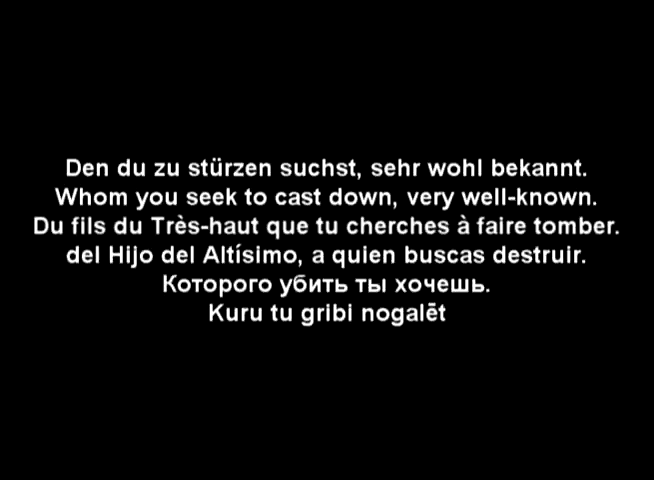 Den du zu stürzen suchst, sehr wohl bekannt.
Whom you seek to cast down, very well-known.
Du fils du Très-haut que tu cherches à faire tomber.
del Hijo del Altísimo, a quien buscas destruir.
Которого убить ты хочешь.
Kuru tu gribi nogalēt